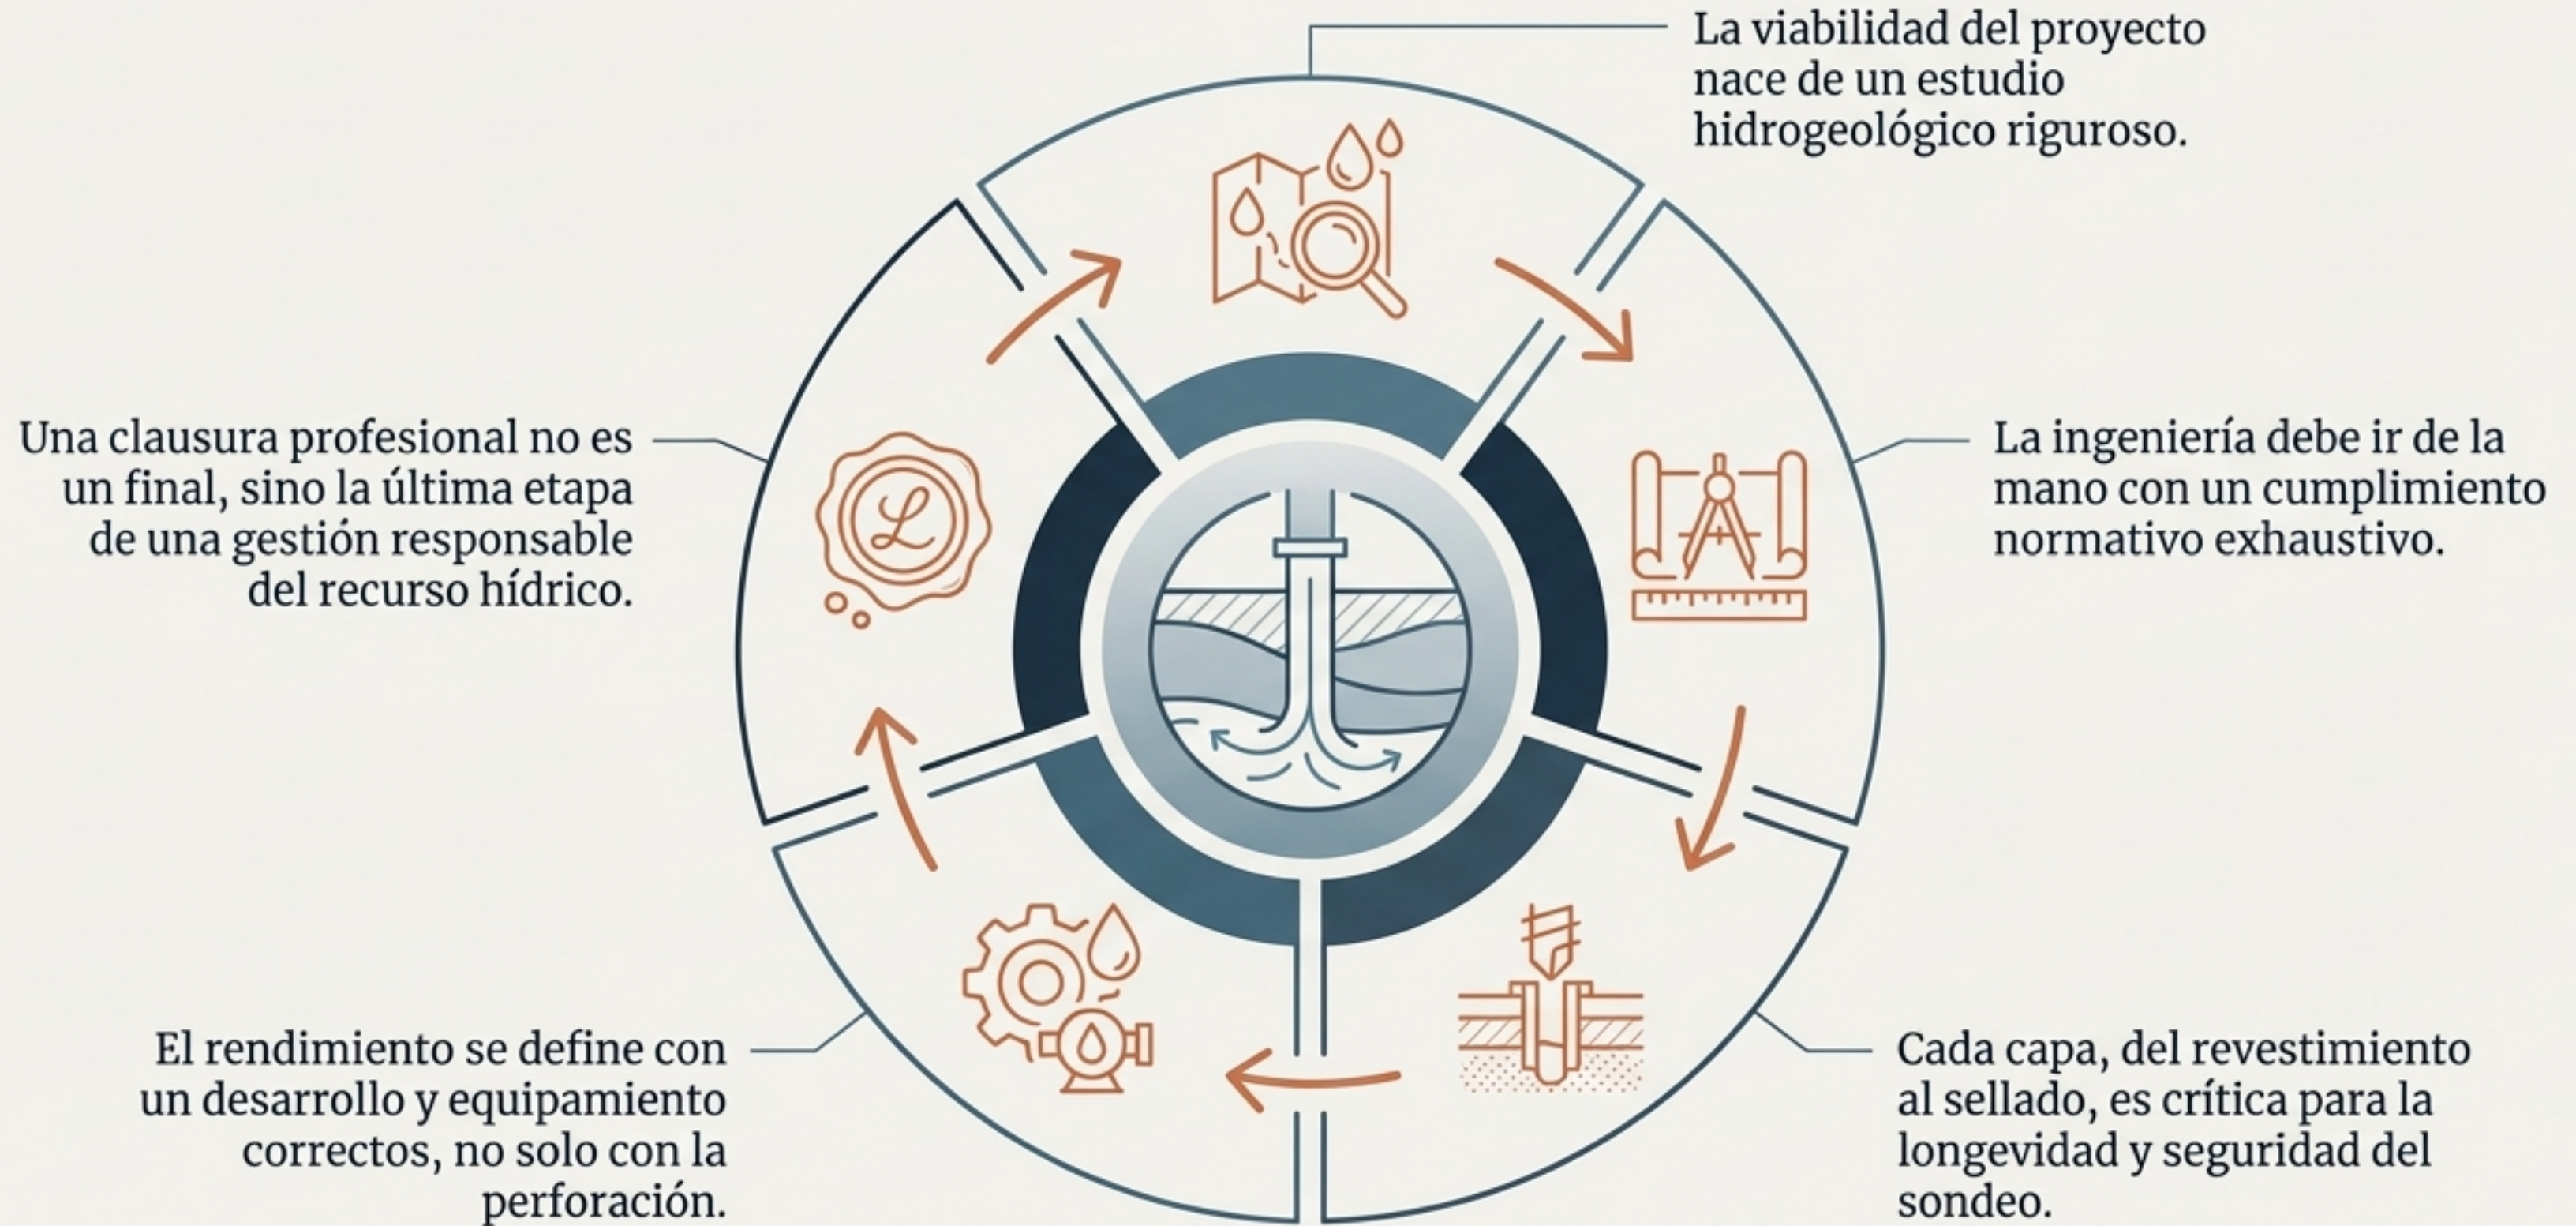 La viabilidad del proyecto
nace de un estudio
hidrogeológico riguroso.
La ingeniería debe ir de la
mano con un cumplimiento
normativo exhaustivo.
Cada capa, del revestimiento
al sellado, es crítica para la
longevidad y seguridad del
sondeo.
El rendimiento se define con
un desarrollo y equipamiento
correctos, no solo con la
perforación.
Una clausura profesional no es
un final, sino la última etapa
de una gestión responsable
del recurso hídrico.
L